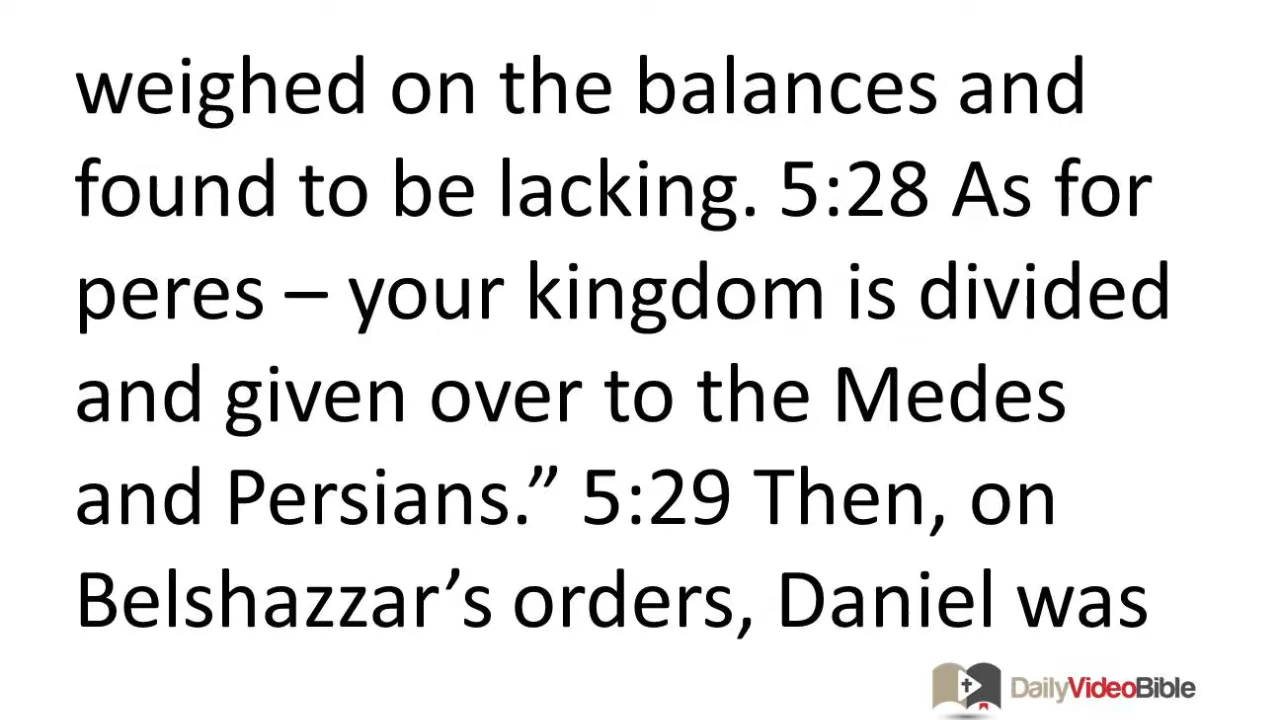 weighed on the balances and
found to be lacking. 5:28 As for
peres – your kingdom is divided
and given over to the Medes
and Persians.” 5:29 Then, on
Belshazzar’s orders, Daniel was
DailyVideoBible